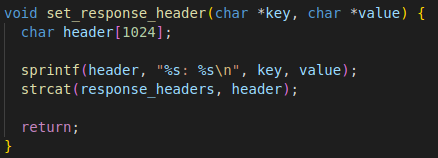 void set_response_header(char *key, char *value) {
  char header[1024];

  sprintf(header, "%s: %s\n", key, value);
  strcat(response_headers, header);

  return;
}